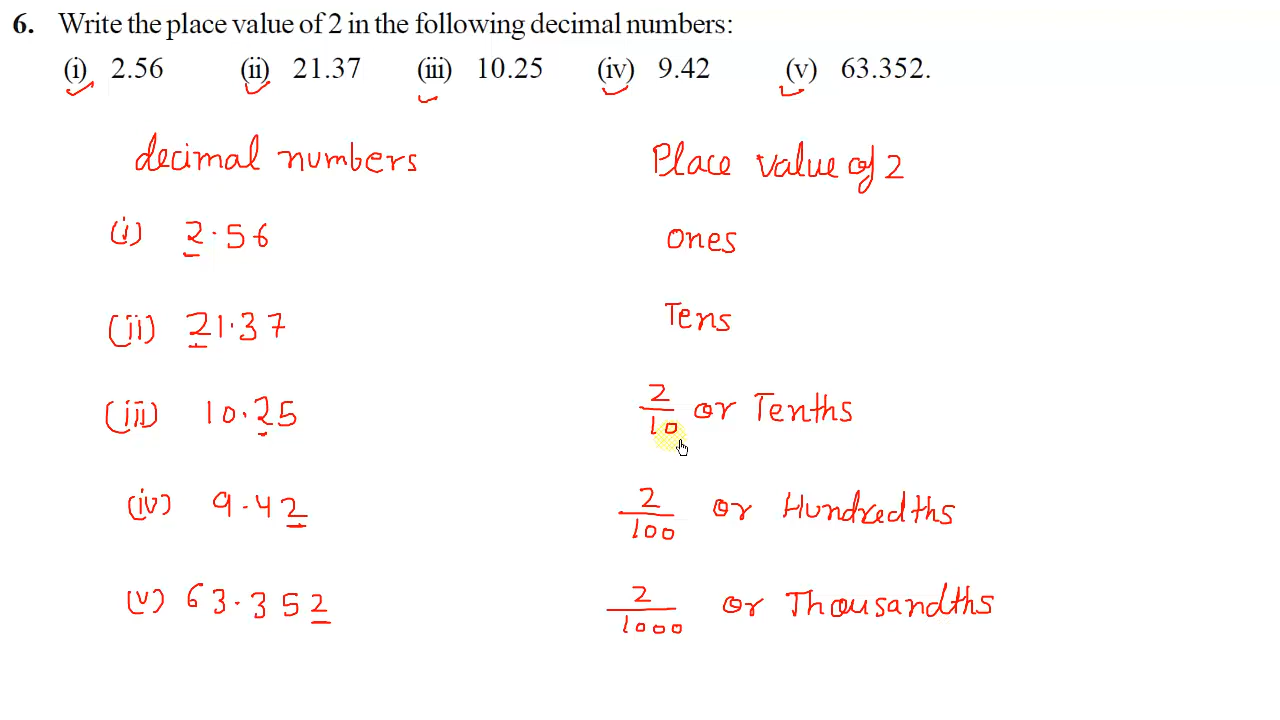 6. Write the place value of 2 in the following decimal numbers:
(i) 2.56 (ii) 21.37 (iii) 10.25 (iv) 9.42 (v) 63.352.
decimal numbers Place value of 2
(i) 2.56 Ones
(ii) 21.37 Tens
(iii) 10.25 2/10 or Tenths
(iv) 9.42 2/100 or Hundredths
(v) 63.352 2/1000 or Thousandths